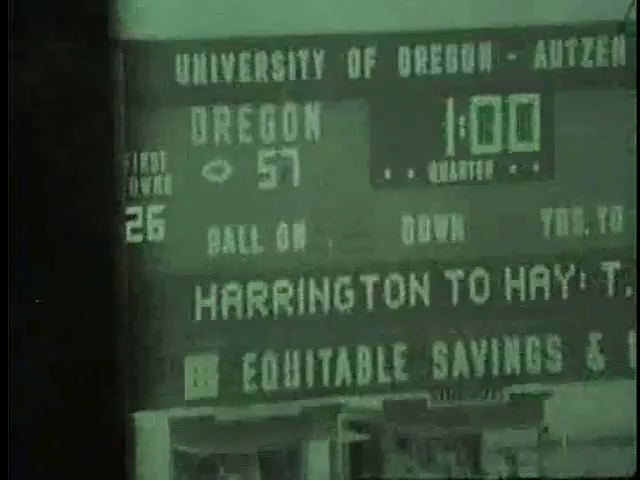 UNIVERSITY OF OREGON - AUTZEN
OREGON
1:00
FIRST
DOWNS
57
QUARTER
26
BALL ON
DOWN
YDS. TO
HARRINGTON TO HAY: T.
EQUITABLE SAVINGS &